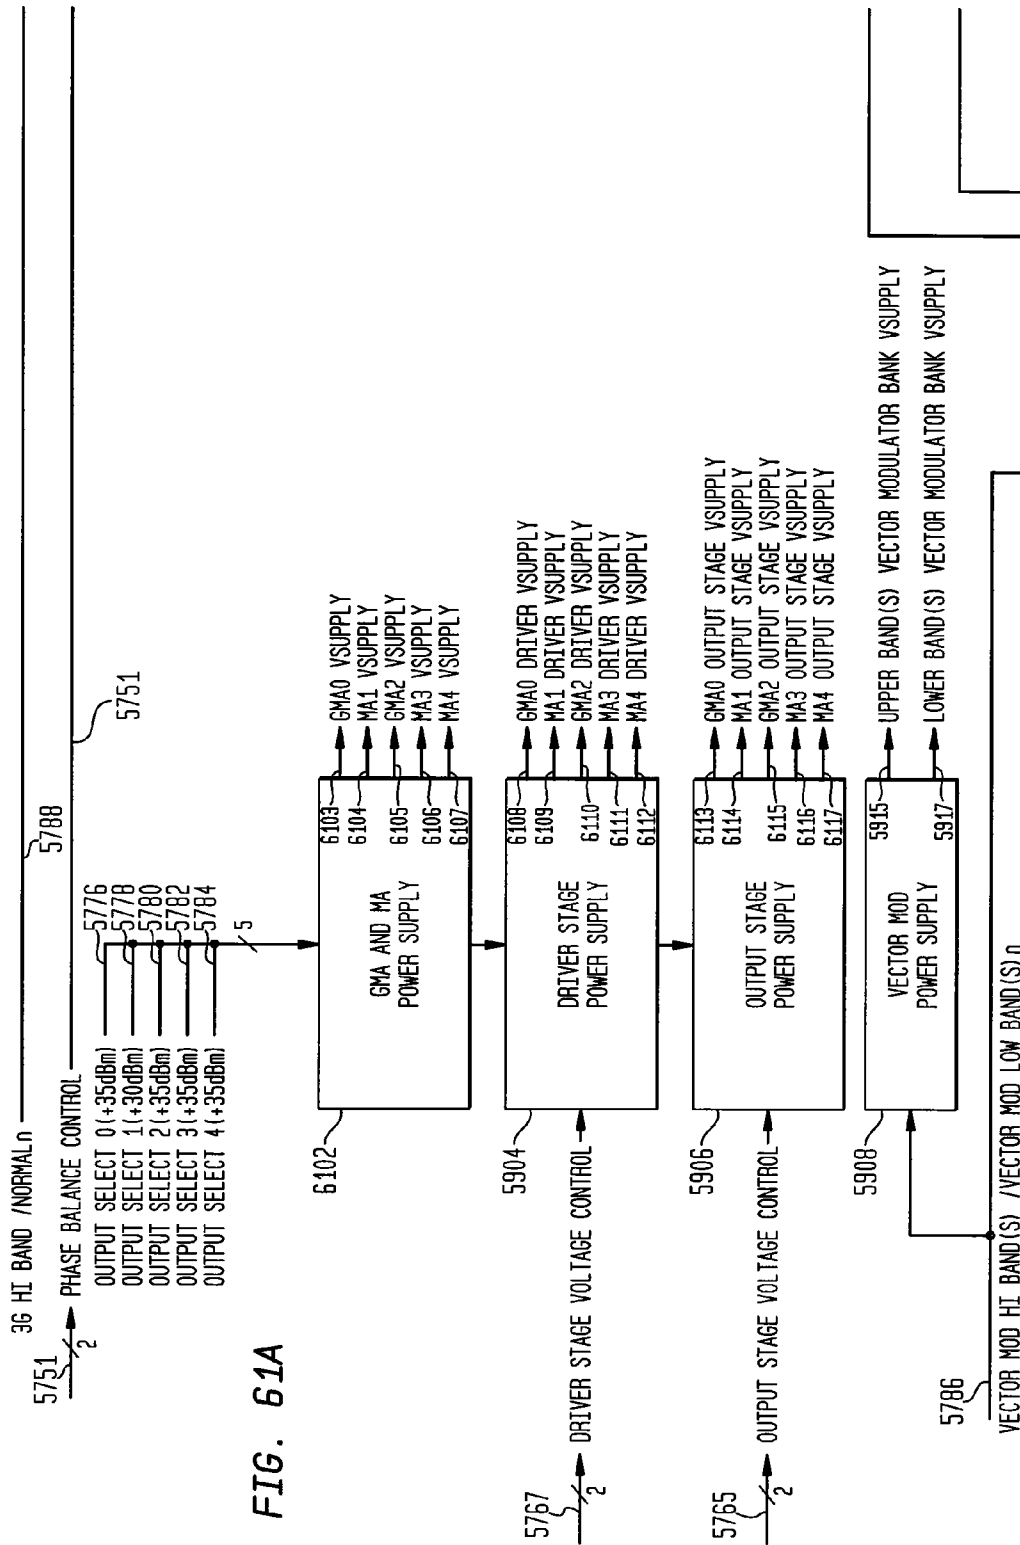 3G HI BAND /NORMALn
5788
5751
2
PHASE BALANCE CONTROL
5751
OUTPUT SELECT 0(+35dBm)
5776
OUTPUT SELECT 1(+30dBm)
5778
OUTPUT SELECT 2(+35dBm)
5780
OUTPUT SELECT 3(+35dBm)
5782
OUTPUT SELECT 4(+35dBm)
5784
5
FIG. 61A
6102
GMA AND MA
POWER SUPPLY
6103
GMA0 VSUPPLY
6104
MA1 VSUPPLY
6105
GMA2 VSUPPLY
6106
MA3 VSUPPLY
6107
MA4 VSUPPLY
5767
2
DRIVER STAGE VOLTAGE CONTROL
5904
DRIVER STAGE
POWER SUPPLY
6108
GMA0 DRIVER VSUPPLY
6109
MA1 DRIVER VSUPPLY
6110
GMA2 DRIVER VSUPPLY
6111
MA3 DRIVER VSUPPLY
6112
MA4 DRIVER VSUPPLY
5765
2
OUTPUT STAGE VOLTAGE CONTROL
5906
OUTPUT STAGE
POWER SUPPLY
6113
GMA0 OUTPUT STAGE VSUPPLY
6114
MA1 OUTPUT STAGE VSUPPLY
6115
GMA2 OUTPUT STAGE VSUPPLY
6116
MA3 OUTPUT STAGE VSUPPLY
6117
MA4 OUTPUT STAGE VSUPPLY
5908
VECTOR MOD
POWER SUPPLY
5915
UPPER BAND(S) VECTOR MODULATOR BANK VSUPPLY
5917
LOWER BAND(S) VECTOR MODULATOR BANK VSUPPLY
5786
VECTOR MOD HI BAND(S) /VECTOR MOD LOW BAND(S)n